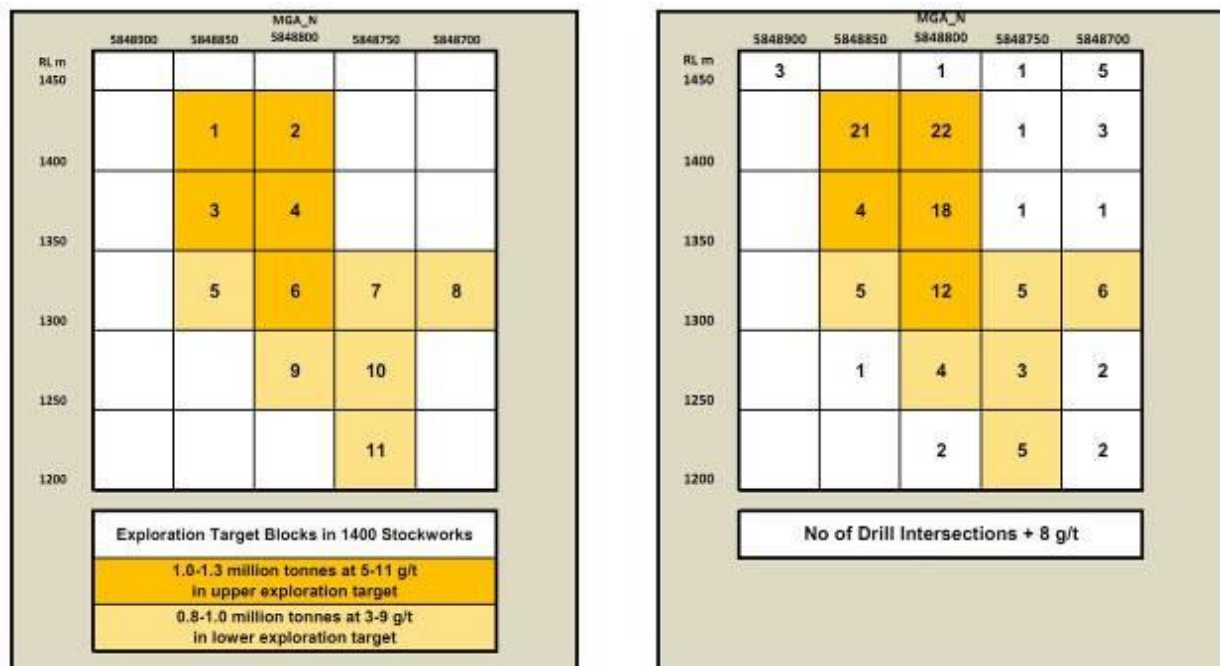 MGA_N
5848900 5848850 5848800 5848750 5848700
RL m
1450
1 2
1400
3 4
1350
5 6 7 8
1300
9 10
1250
11
1200
Exploration Target Blocks in 1400 Stockworks
1.0-1.3 million tonnes at 5-11 g/t
in upper exploration target
0.8-1.0 million tonnes at 3-9 g/t
in lower exploration target
MGA_N
5848900 5848850 5848800 5848750 5848700
RL m
3 1 1 5
1450
21 22 1 3
1400
4 18 1 1
1350
5 12 5 6
1300
1 4 3 2
1250
2 5 2
1200
No of Drill Intersections + 8 g/t